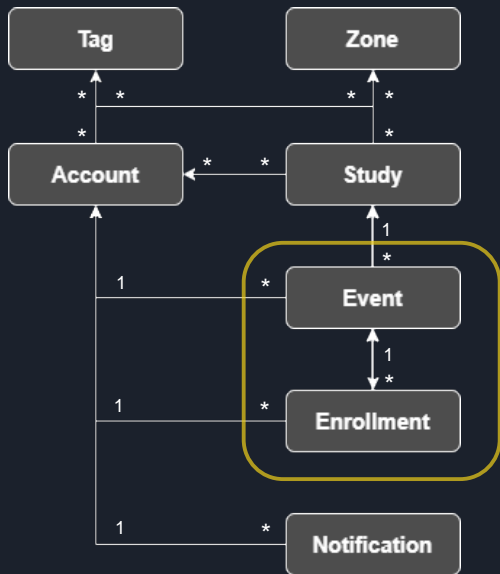 Tag Zone
* * * *
* *
Account * * Study
1
*
1 * Event
1
*
1 * Enrollment
1 * Notification